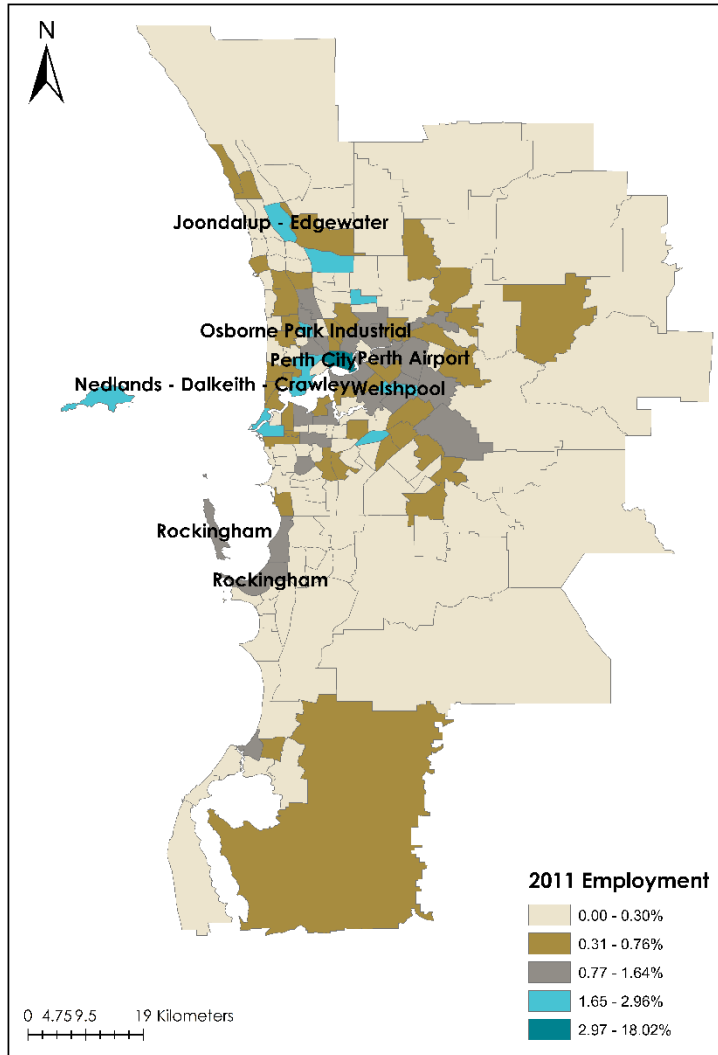 N
Joondalup - Edgewater
Osborne Park Industrial
Perth City
Perth Airport
Nedlands - Dalkeith - Crawley
Welshpool
Rockingham
Rockingham
2011 Employment
0.00 - 0.30%
0.31 - 0.76%
0.77 - 1.64%
1.65 - 2.96%
2.97 - 18.02%
0 4.75 9.5 19 Kilometers